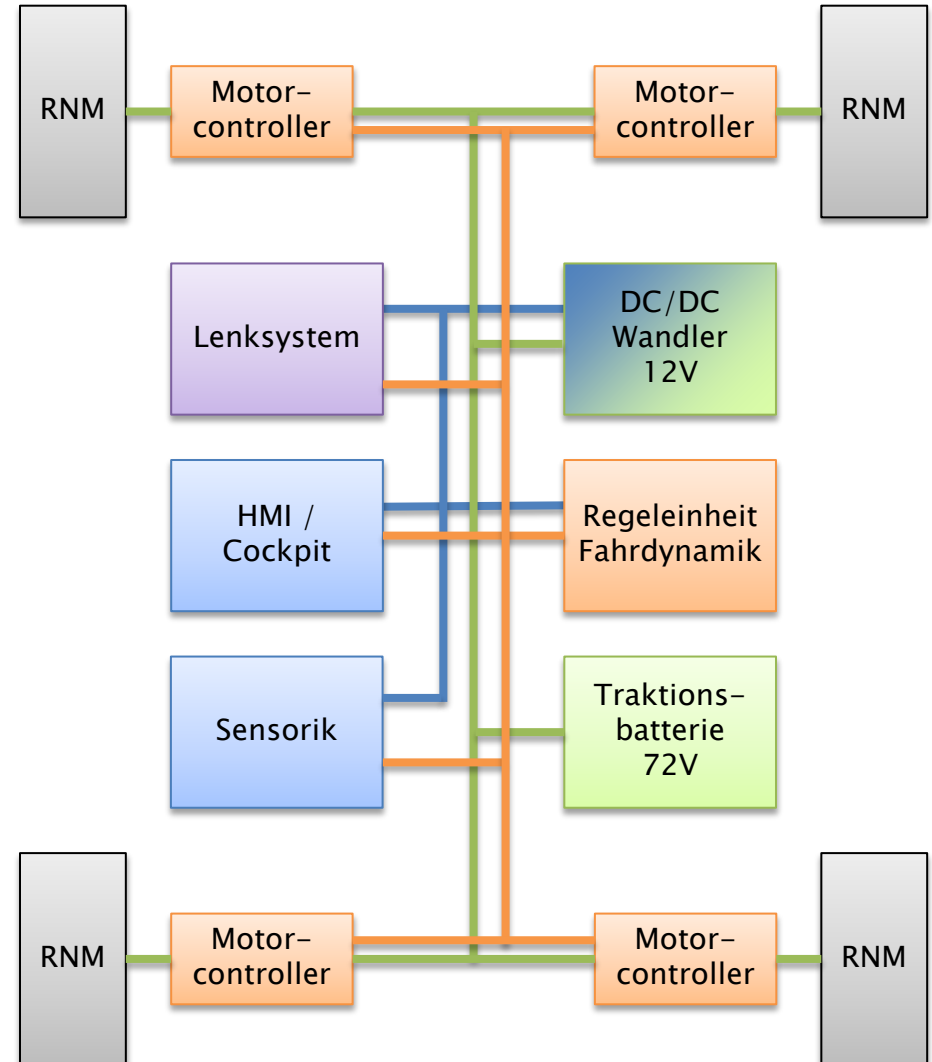 RNM
Motor-
controller
Motor-
controller
RNM
Lenksystem
DC/DC
Wandler
12V
HMI /
Cockpit
Regeleinheit
Fahrdynamik
Sensorik
Traktions-
batterie
72V
RNM
Motor-
controller
Motor-
controller
RNM